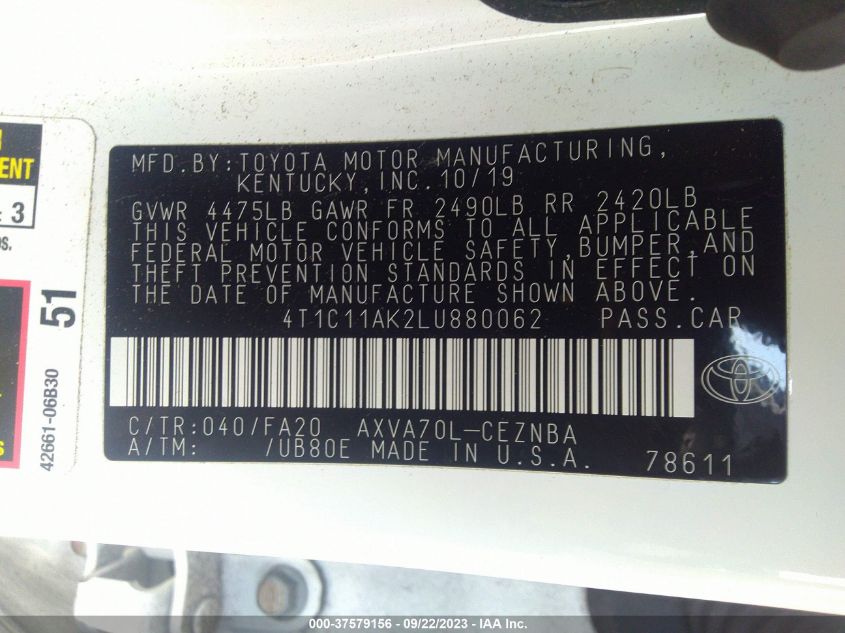 MFD.BY:TOYOTA MOTOR MANUFACTURING,
KENTUCKY,INC.10/19
GVWR 4475LB GAWR FR 2490LB RR 2420LB
THIS VEHICLE CONFORMS TO ALL APPLICABLE
FEDERAL MOTOR VEHICLE SAFETY,BUMPER,AND
THEFT PREVENTION STANDARDS IN EFFECT ON
THE DATE OF MANUFACTURE SHOWN ABOVE.
4T1C11AK2LU880062 PASS.CAR
C/TR:040/FA20 AXVA70L-CEZNBA
A/TM: /UB80E MADE IN U.S.A. 78611
3
51
42661-06B30
000-37579156 - 09/22/2023 - IAA Inc.